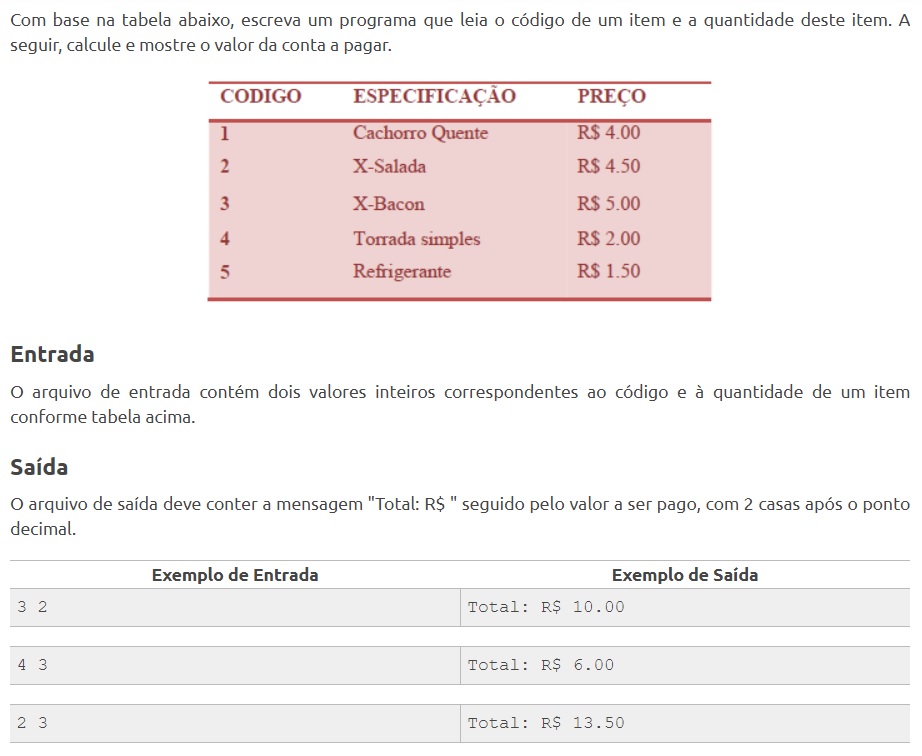 Com base na tabela abaixo, escreva um programa que leia o código de um item e a quantidade deste item. A
seguir, calcule e mostre o valor da conta a pagar.
CODIGO ESPECIFICAÇÃO PREÇO
1 Cachorro Quente R$ 4.00
2 X-Salada R$ 4.50
3 X-Bacon R$ 5.00
4 Torrada simples R$ 2.00
5 Refrigerante R$ 1.50
Entrada
O arquivo de entrada contém dois valores inteiros correspondentes ao código e à quantidade de um item
conforme tabela acima.
Saída
O arquivo de saída deve conter a mensagem "Total: R$ " seguido pelo valor a ser pago, com 2 casas após o ponto
decimal.
Exemplo de Entrada Exemplo de Saída
3 2 Total: R$ 10.00
4 3 Total: R$ 6.00
2 3 Total: R$ 13.50